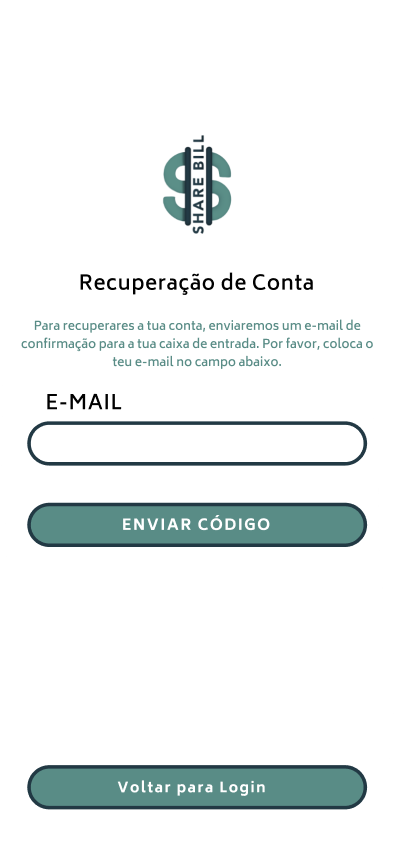 SHARE BILL
Recuperação de Conta
Para recuperares a tua conta, enviaremos um e-mail de
confirmação para a tua caixa de entrada. Por favor, coloca o
teu e-mail no campo abaixo.
E-MAIL
ENVIAR CÓDIGO
Voltar para Login